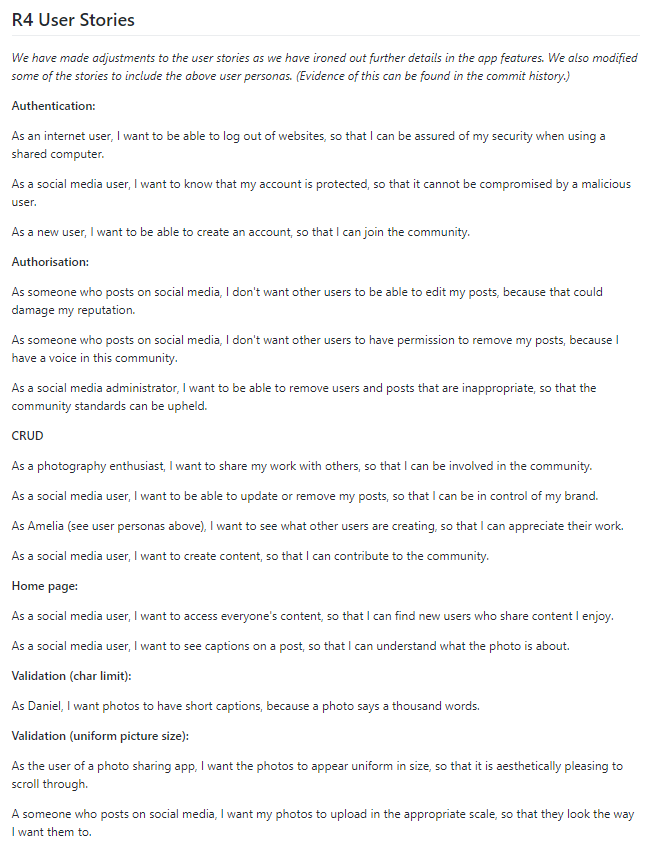 R4 User Stories
We have made adjustments to the user stories as we have ironed out further details in the app features. We also modified
some of the stories to include the above user personas. (Evidence of this can be found in the commit history.)
Authentication:
As an internet user, I want to be able to log out of websites, so that I can be assured of my security when using a
shared computer.
As a social media user, I want to know that my account is protected, so that it cannot be compromised by a malicious
user.
As a new user, I want to be able to create an account, so that I can join the community.
Authorisation:
As someone who posts on social media, I don't want other users to be able to edit my posts, because that could
damage my reputation.
As someone who posts on social media, I don't want other users to have permission to remove my posts, because I
have a voice in this community.
As a social media administrator, I want to be able to remove users and posts that are inappropriate, so that the
community standards can be upheld.
CRUD
As a photography enthusiast, I want to share my work with others, so that I can be involved in the community.
As a social media user, I want to be able to update or remove my posts, so that I can be in control of my brand.
As Amelia (see user personas above), I want to see what other users are creating, so that I can appreciate their work.
As a social media user, I want to create content, so that I can contribute to the community.
Home page:
As a social media user, I want to access everyone's content, so that I can find new users who share content I enjoy.
As a social media user, I want to see captions on a post, so that I can understand what the photo is about.
Validation (char limit):
As Daniel, I want photos to have short captions, because a photo says a thousand words.
Validation (uniform picture size):
As the user of a photo sharing app, I want the photos to appear uniform in size, so that it is aesthetically pleasing to
scroll through.
A someone who posts on social media, I want my photos to upload in the appropriate scale, so that they look the way
I want them to.